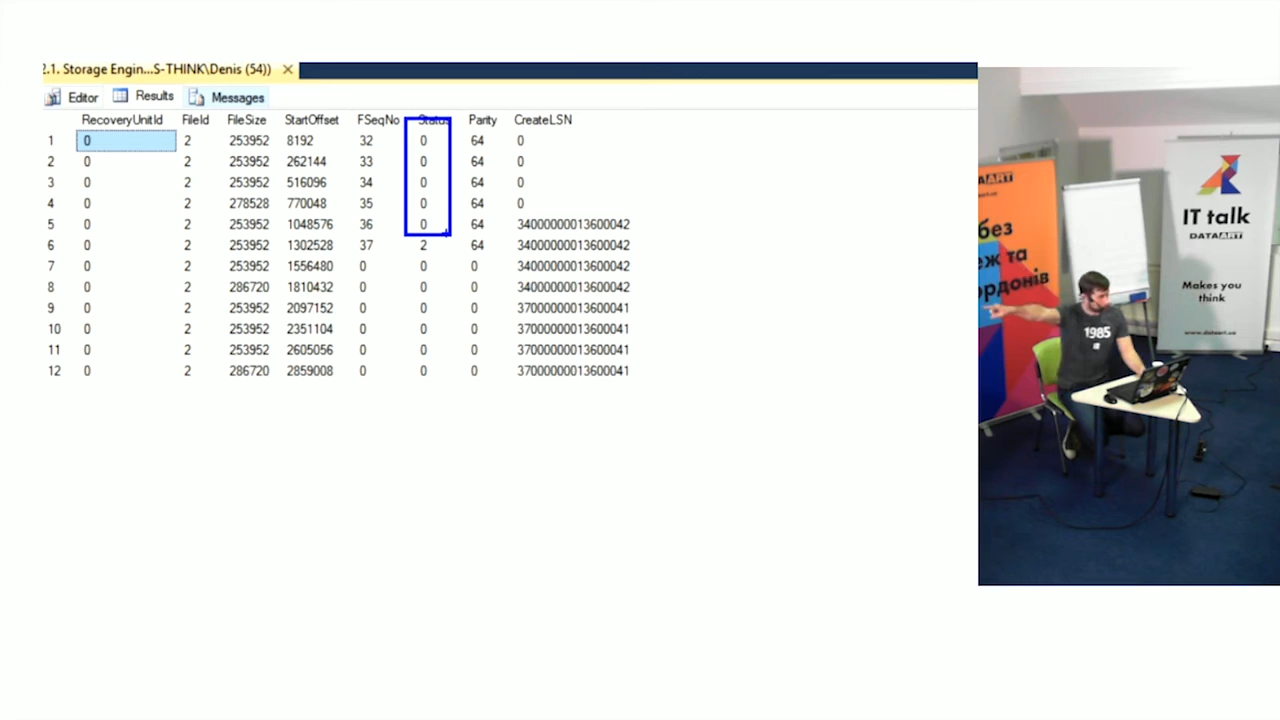 2.1. Storage Engin...S-THINK\Denis (54)) ×
Editor Results Messages
RecoveryUnitId FileId FileSize StartOffset FSeqNo Status Parity CreateLSN
1 0 2 253952 8192 32 0 64 0
2 0 2 253952 262144 33 0 64 0
3 0 2 253952 516096 34 0 64 0
4 0 2 278528 770048 35 0 64 0
5 0 2 253952 1048576 36 0 64 34000000013600042
6 0 2 253952 1302528 37 2 64 34000000013600042
7 0 2 253952 1556480 0 0 0 34000000013600042
8 0 2 286720 1810432 0 0 0 34000000013600042
9 0 2 253952 2097152 0 0 0 37000000013600041
10 0 2 253952 2351104 0 0 0 37000000013600041
11 0 2 253952 2605056 0 0 0 37000000013600041
12 0 2 286720 2859008 0 0 0 37000000013600041
без
еж та
рдонів
IT talk
DATAART
Makes you
think
www.dataart.ua
1985